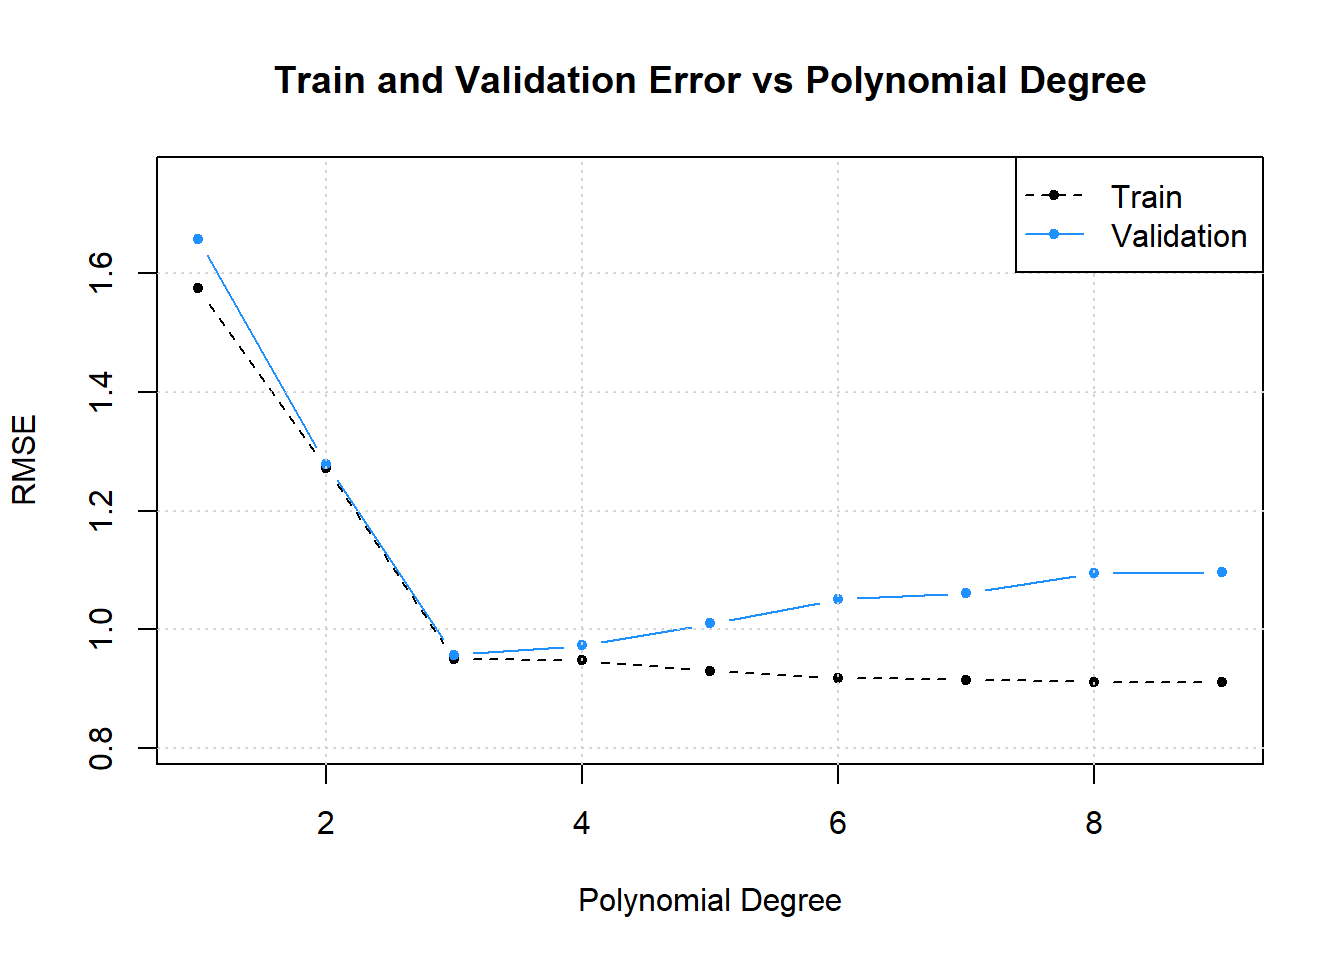 Train and Validation Error vs Polynomial Degree
Train
Validation
RMSE
1.6
1.4
1.2
1.0
0.8
2 4 6 8
Polynomial Degree